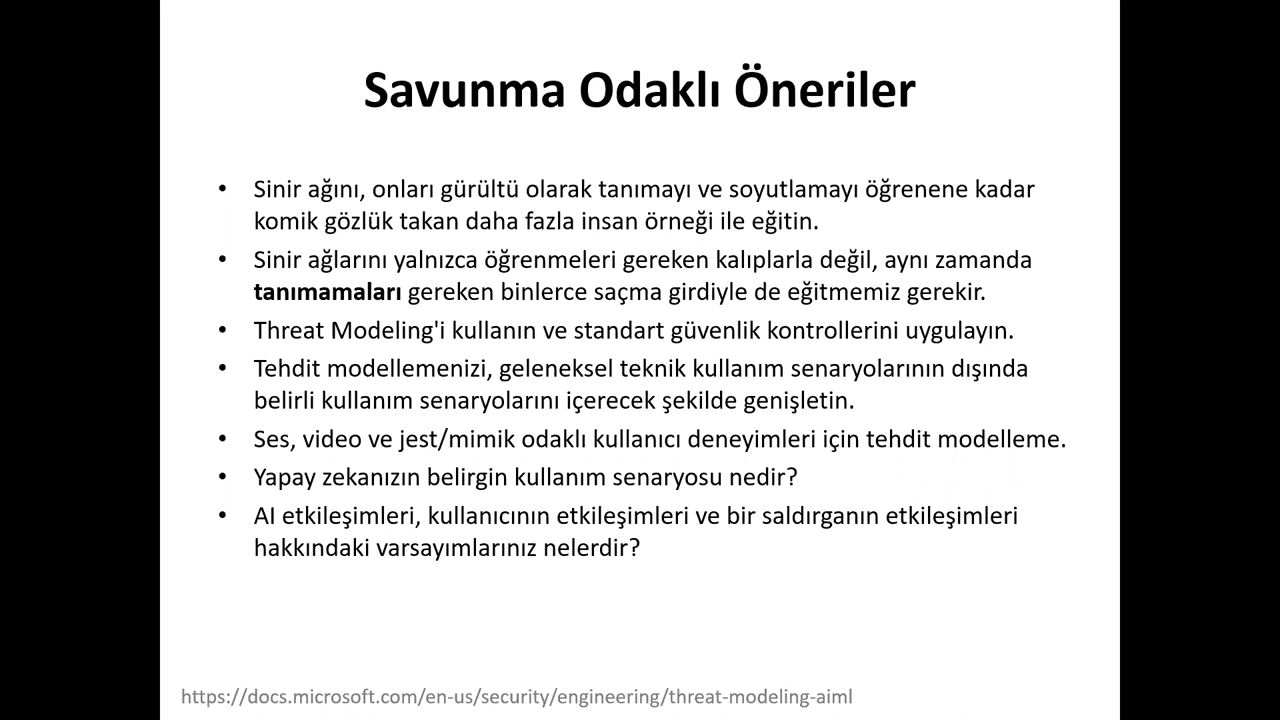 Savunma Odaklı Öneriler
• Sinir ağını, onları gürültü olarak tanımayı ve soyutlamayı öğrenene kadar
komik gözlük takan daha fazla insan örneği ile eğitin.
• Sinir ağlarını yalnızca öğrenmeleri gereken kalıplarla değil, aynı zamanda
tanımamaları gereken binlerce saçma girdiyle de eğitmemiz gerekir.
• Threat Modeling'i kullanın ve standart güvenlik kontrollerini uygulayın.
• Tehdit modellemenizi, geleneksel teknik kullanım senaryolarının dışında
belirli kullanım senaryolarını içerecek şekilde genişletin.
• Ses, video ve jest/mimik odaklı kullanıcı deneyimleri için tehdit modelleme.
• Yapay zekanızın belirgin kullanım senaryosu nedir?
• AI etkileşimleri, kullanıcının etkileşimleri ve bir saldırganın etkileşimleri
hakkındaki varsayımlarınız nelerdir?
https://docs.microsoft.com/en-us/security/engineering/threat-modeling-aiml